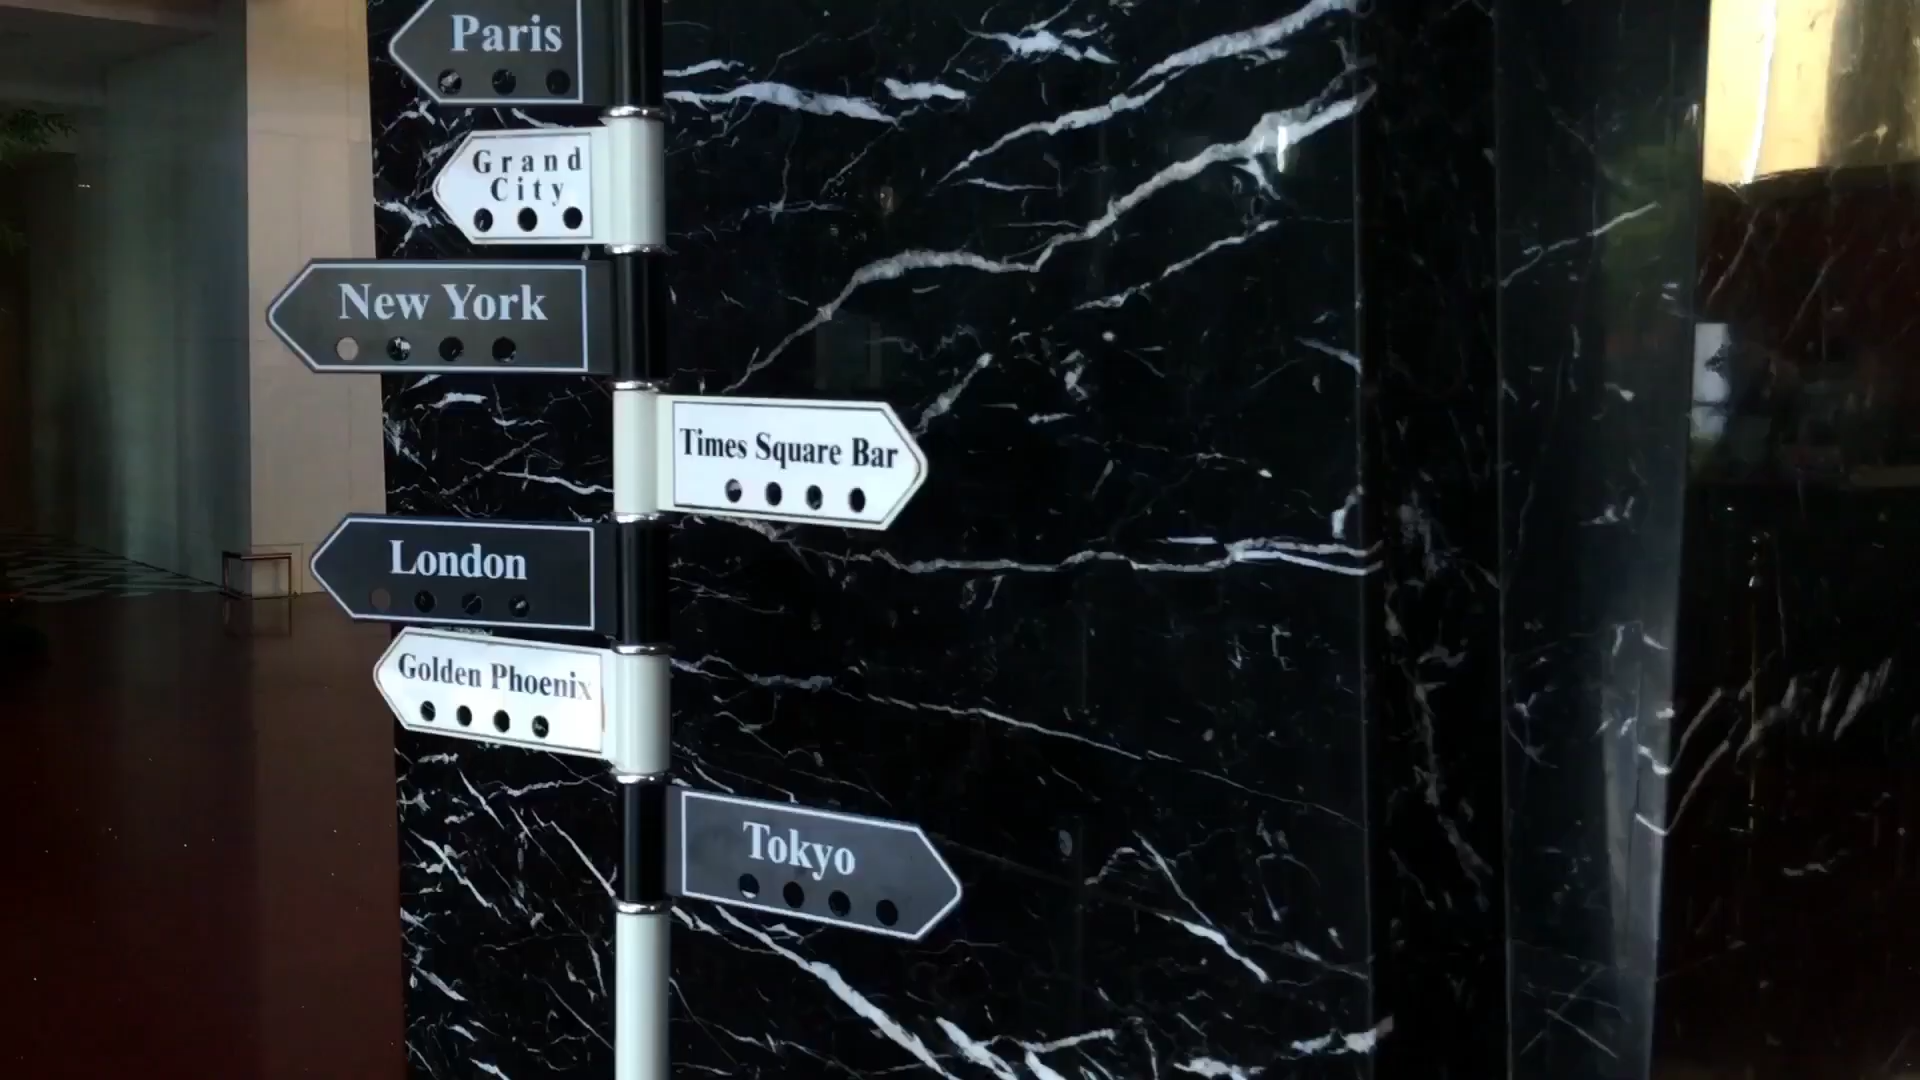 Paris
Grand
City
New York
Times Square Bar
London
Golden Phoenix
Tokyo